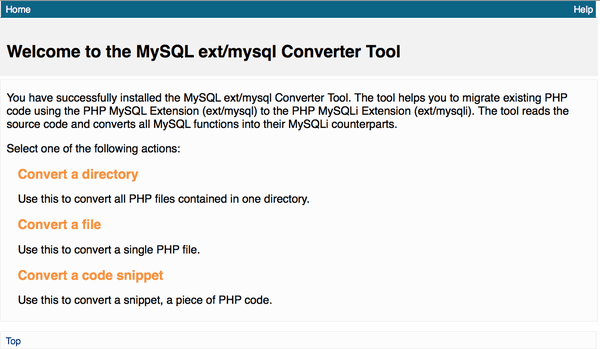 Home Help
Welcome to the MySQL ext/mysql Converter Tool
You have successfully installed the MySQL ext/mysql Converter Tool. The tool helps you to migrate existing PHP
code using the PHP MySQL Extension (ext/mysql) to the PHP MySQLi Extension (ext/mysqli). The tool reads the
source code and converts all MySQL functions into their MySQLi counterparts.
Select one of the following actions:
Convert a directory
Use this to convert all PHP files contained in one directory.
Convert a file
Use this to convert a single PHP file.
Convert a code snippet
Use this to convert a snippet, a piece of PHP code.
Top